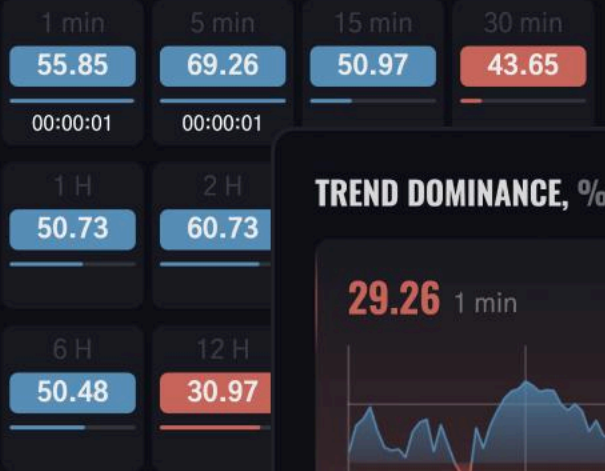 1 min 5 min 15 min 30 min
55.85 69.26 50.97 43.65
00:00:01 00:00:01
1 H 2 H
50.73 60.73
TREND DOMINANCE, %
6 H 12 H
50.48 30.97
29.26 1 min